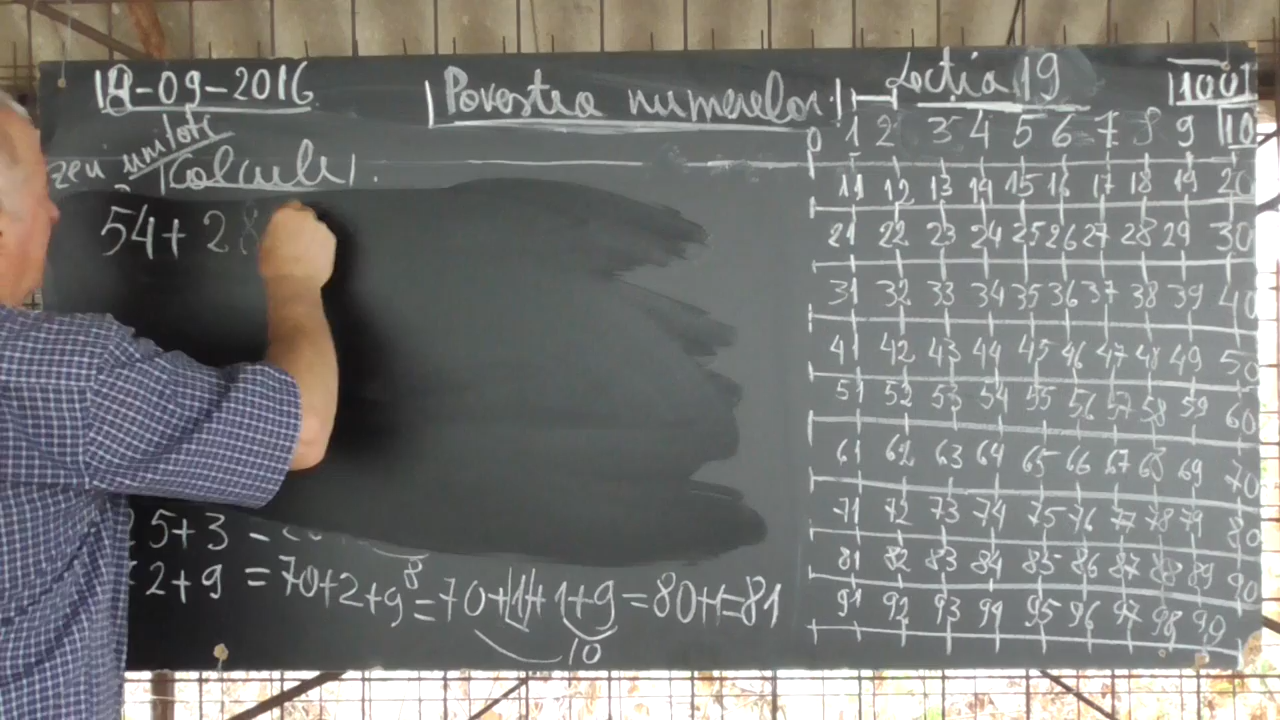 -09-2016 Povestea numerelor! Lecția 19 100
zeci unități Calcule
54+28
25+3 =
2+9 = 70+2+9 = 70+1+1+9 = 80+1=81
8
10
0 1 2 3 4 5 6 7 8 9 10
11 12 13 14 15 16 17 18 19 20
21 22 23 24 25 26 27 28 29 30
31 32 33 34 35 36 37 38 39 40
41 42 43 44 45 46 47 48 49 50
51 52 53 54 55 56 57 58 59 60
61 62 63 64 65 66 67 68 69 70
71 72 73 74 75 76 77 78 79 80
81 82 83 84 85 86 87 88 89 90
91 92 93 94 95 96 97 98 99